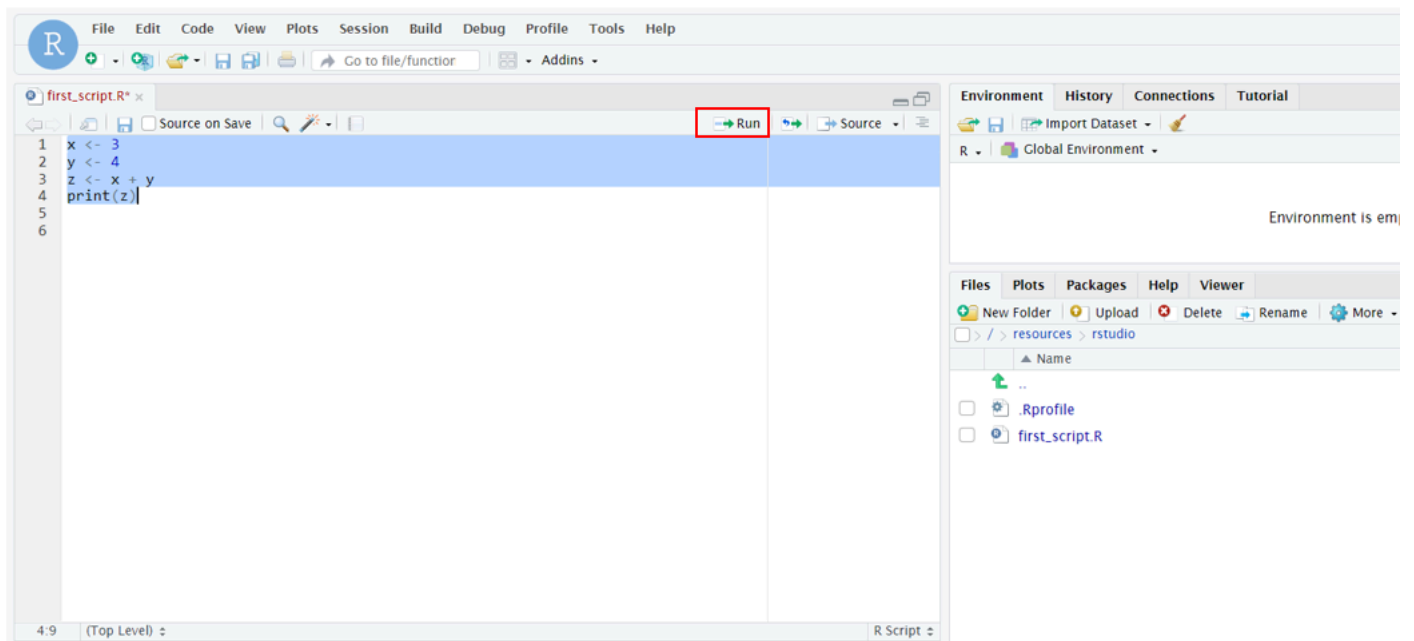 R
File Edit Code View Plots Session Build Debug Profile Tools Help
Go to file/function Addins
first_script.R*
Source on Save Run Source
1 x <- 3
2 y <- 4
3 z <- x + y
4 print(z)
5
6
4:9 (Top Level) R Script
Environment History Connections Tutorial
Import Dataset
R Global Environment
Environment is em
Files Plots Packages Help Viewer
New Folder Upload Delete Rename More
/ resources rstudio
Name
..
.Rprofile
first_script.R